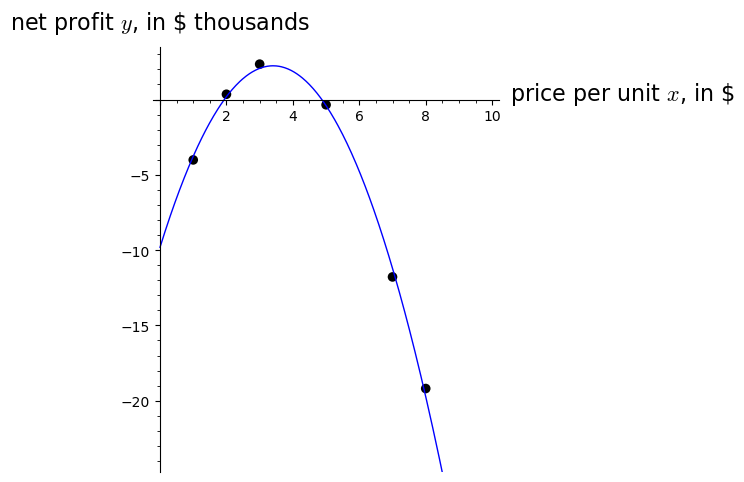 net profit y, in $ thousands
price per unit x, in $
2 4 6 8 10
−5
−10
−15
−20